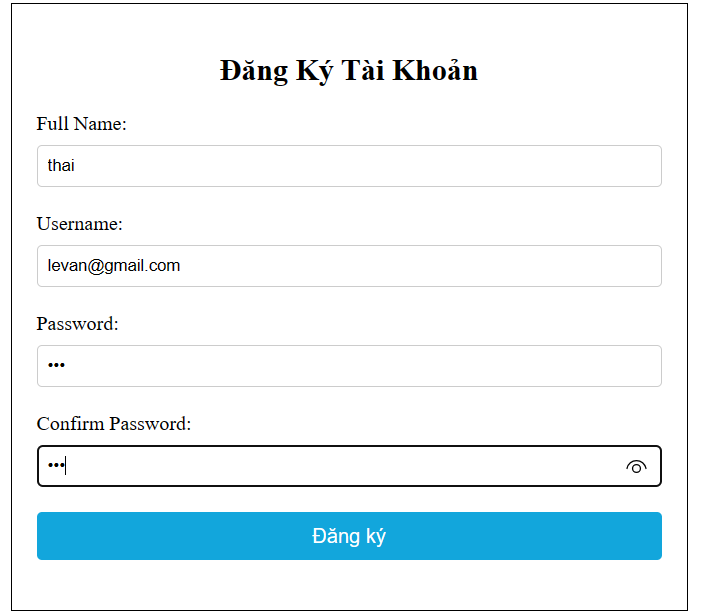 Đăng Ký Tài Khoản
Full Name:
thai
Username:
levan@gmail.com
Password:
•••
Confirm Password:
•••
Đăng ký